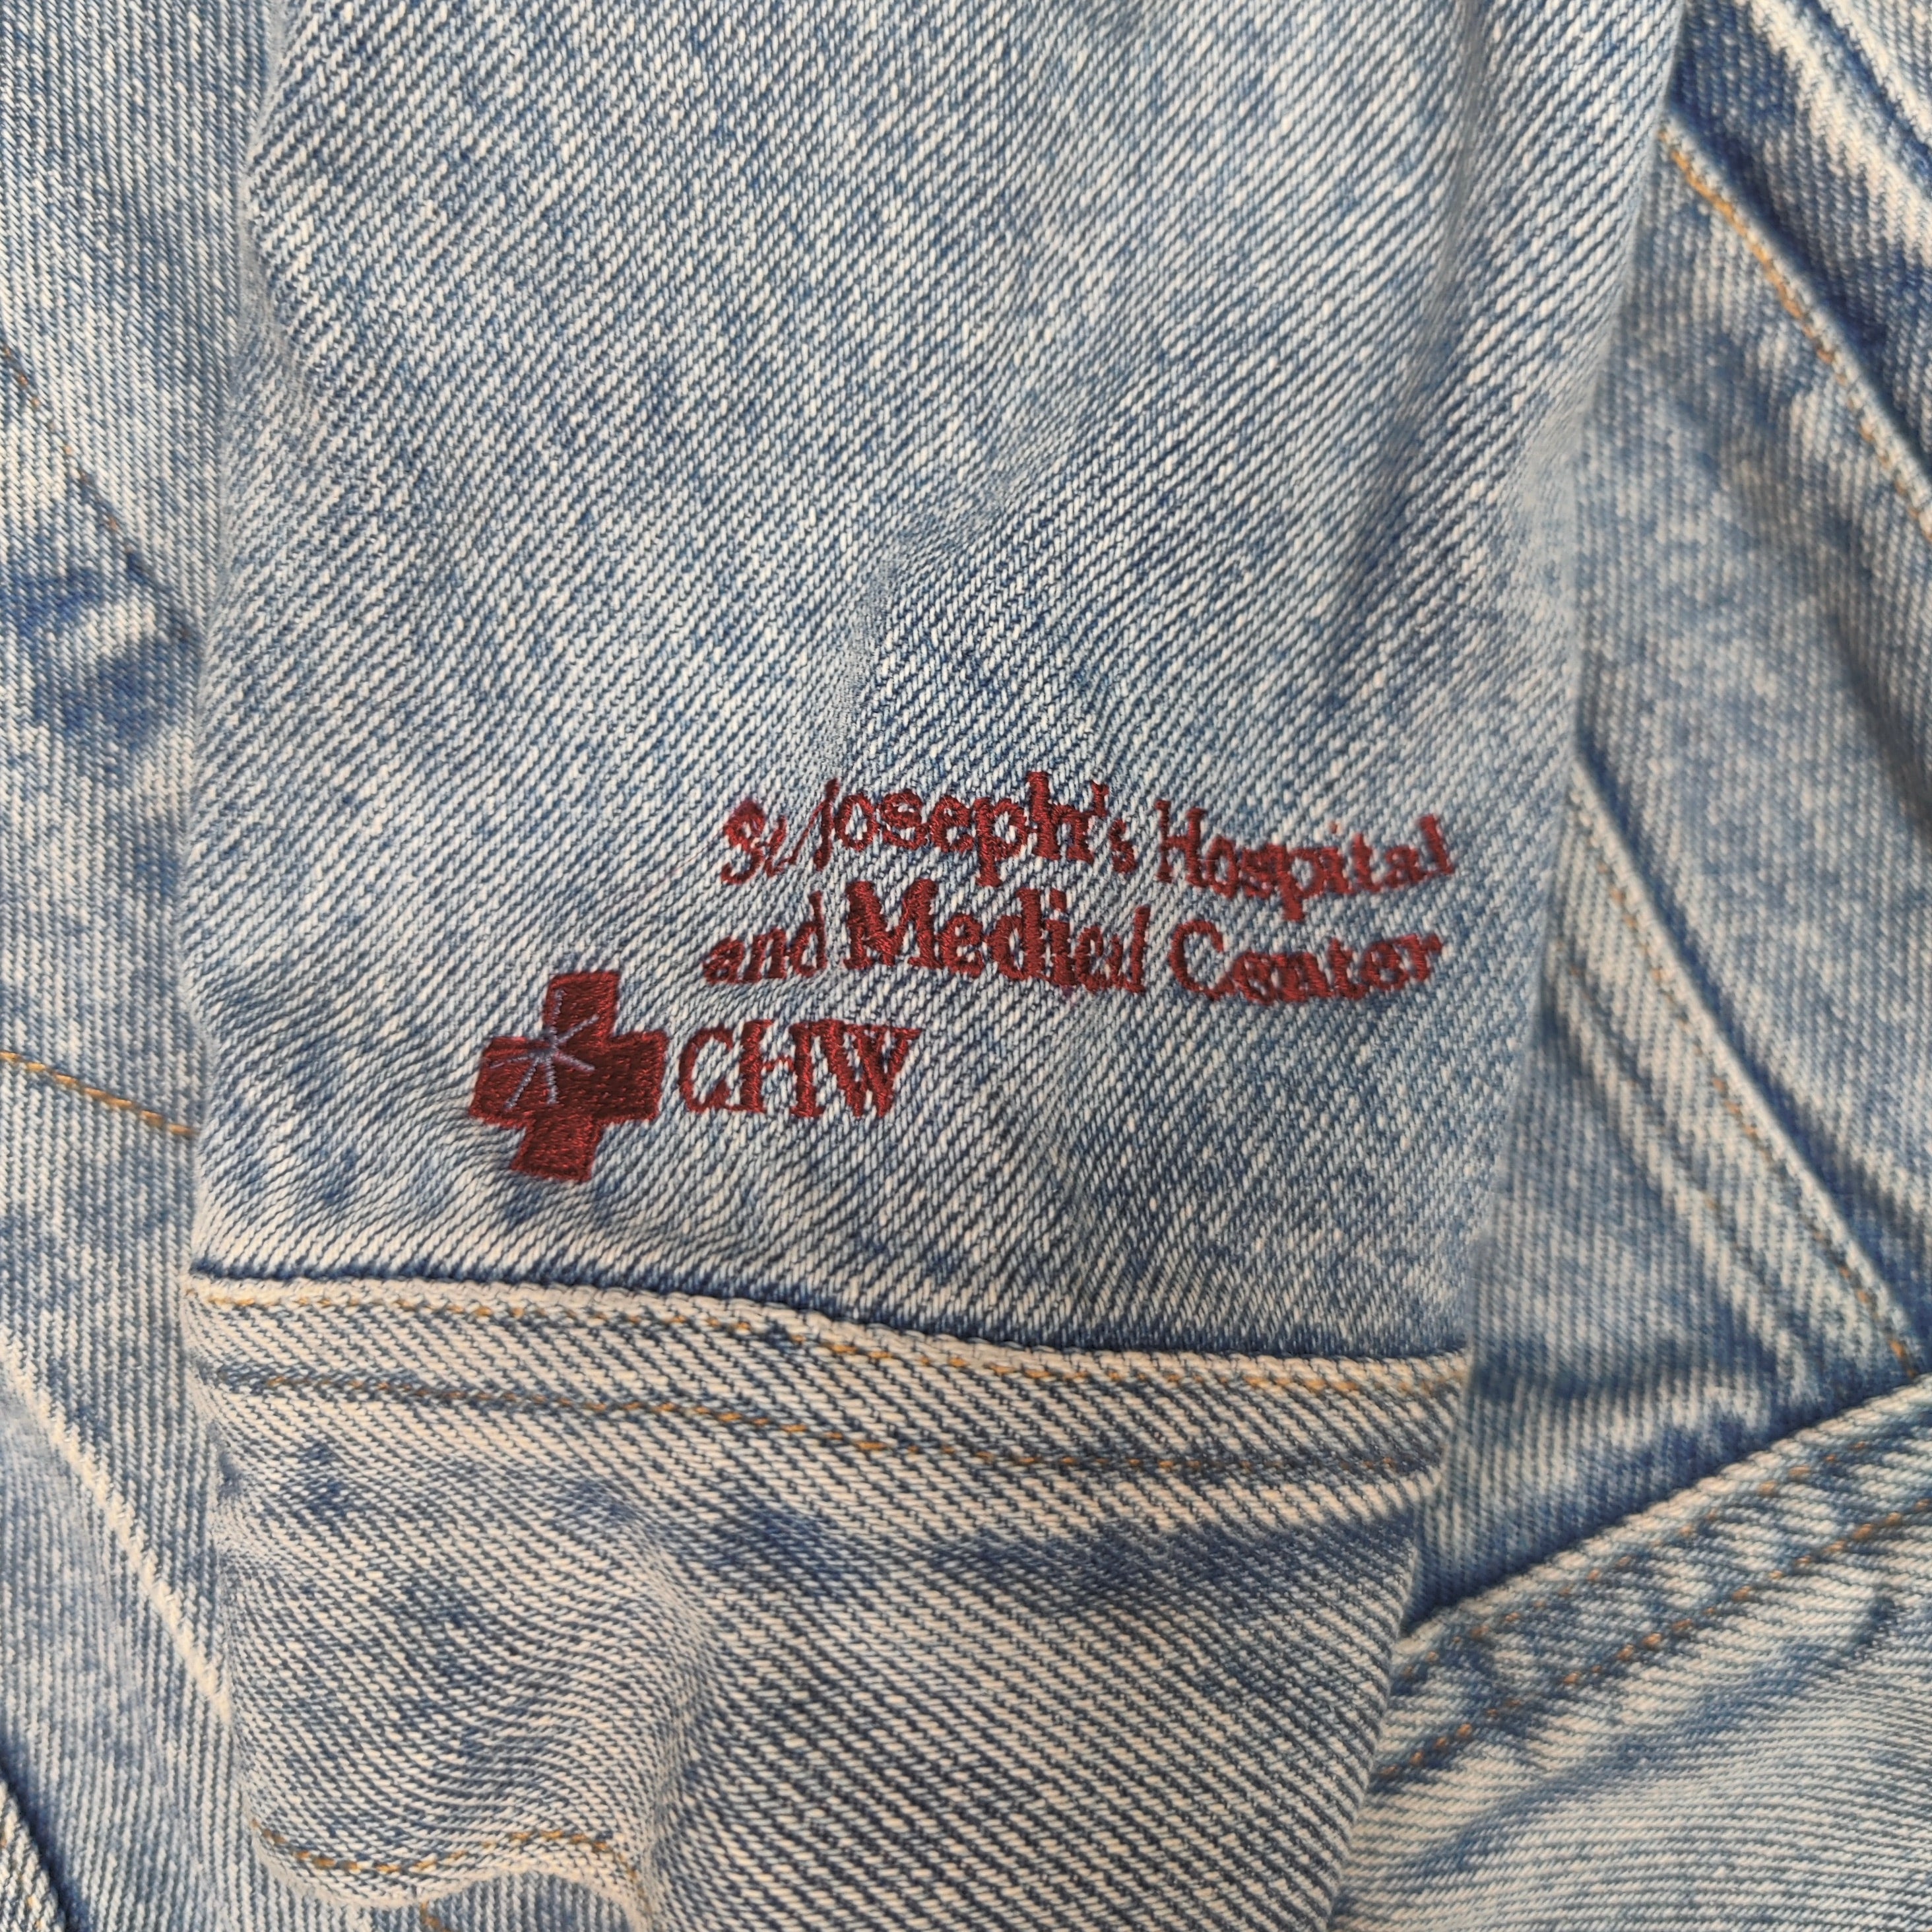 St. Joseph's Hospital
and Medical Center
CHW